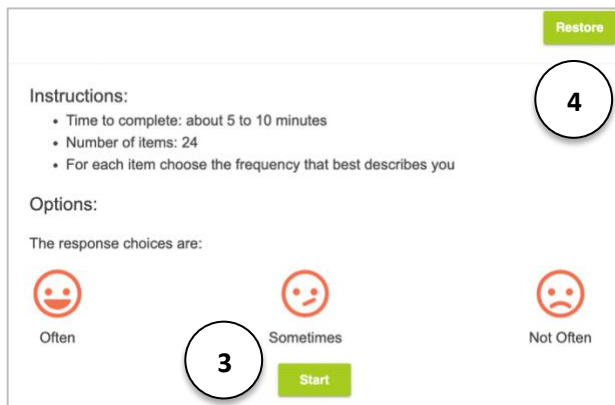 Restore
4
Instructions:
• Time to complete: about 5 to 10 minutes
• Number of items: 24
• For each item choose the frequency that best describes you
Options:
The response choices are:
Often Sometimes Not Often
3
Start